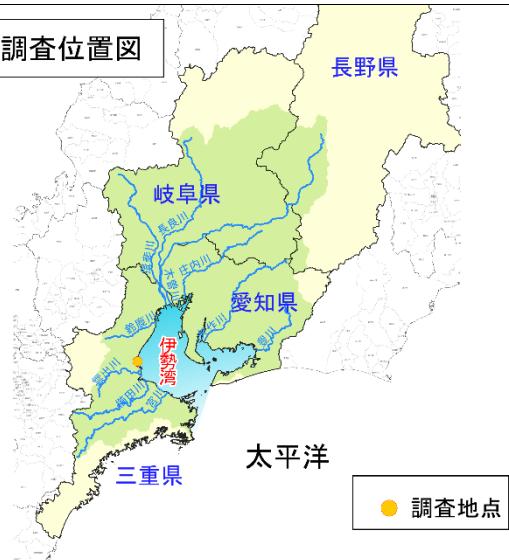 調査位置図
長野県
岐阜県
長良川
揖斐川
木曽川
庄内川
愛知県
矢作川
豊川
鈴鹿川
伊勢湾
雲出川
櫛田川
宮川
三重県
太平洋
調査地点